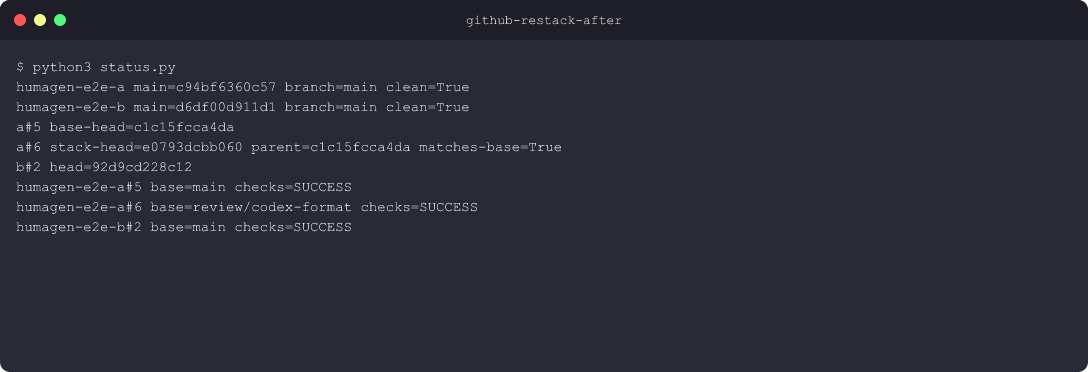 github-restack-after
$ python3 status.py
humagen-e2e-a main=c94bf6360c57 branch=main clean=True
humagen-e2e-b main=d6df00d911d1 branch=main clean=True
a#5 base-head=c1c15fcca4da
a#6 stack-head=e0793dcbb060 parent=c1c15fcca4da matches-base=True
b#2 head=92d9cd228c12
humagen-e2e-a#5 base=main checks=SUCCESS
humagen-e2e-a#6 base=review/codex-format checks=SUCCESS
humagen-e2e-b#2 base=main checks=SUCCESS